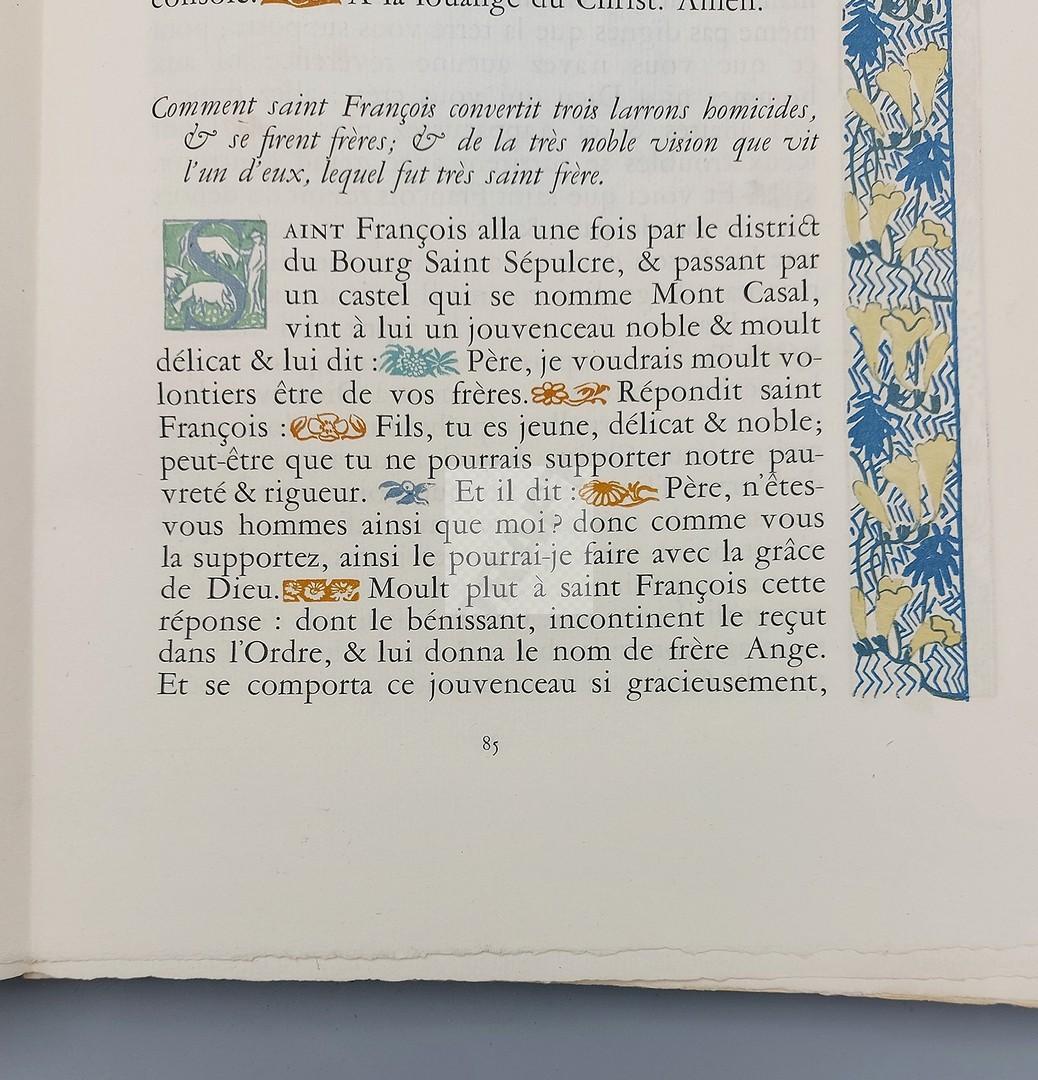 console. A la louange du Christ. Amen.
Comment saint François convertit trois larrons homicides,
& se firent frères; & de la très noble vision que vit
l'un d'eux, lequel fut très saint frère.
SAINT François alla une fois par le district
du Bourg Saint Sépulcre, & passant par
un castel qui se nomme Mont Casal,
vint à lui un jouvenceau noble & moult
délicat & lui dit : Père, je voudrais moult vo-
lontiers être de vos frères. Répondit saint
François : Fils, tu es jeune, délicat & noble;
peut-être que tu ne pourrais supporter notre pau-
vreté & rigueur. Et il dit : Père, n'êtes-
vous hommes ainsi que moi? donc comme vous
la supportez, ainsi le pourrai-je faire avec la grâce
de Dieu. Moult plut à saint François cette
réponse : dont le bénissant, incontinent le reçut
dans l'Ordre, & lui donna le nom de frère Ange.
Et se comporta ce jouvenceau si gracieusement,
85